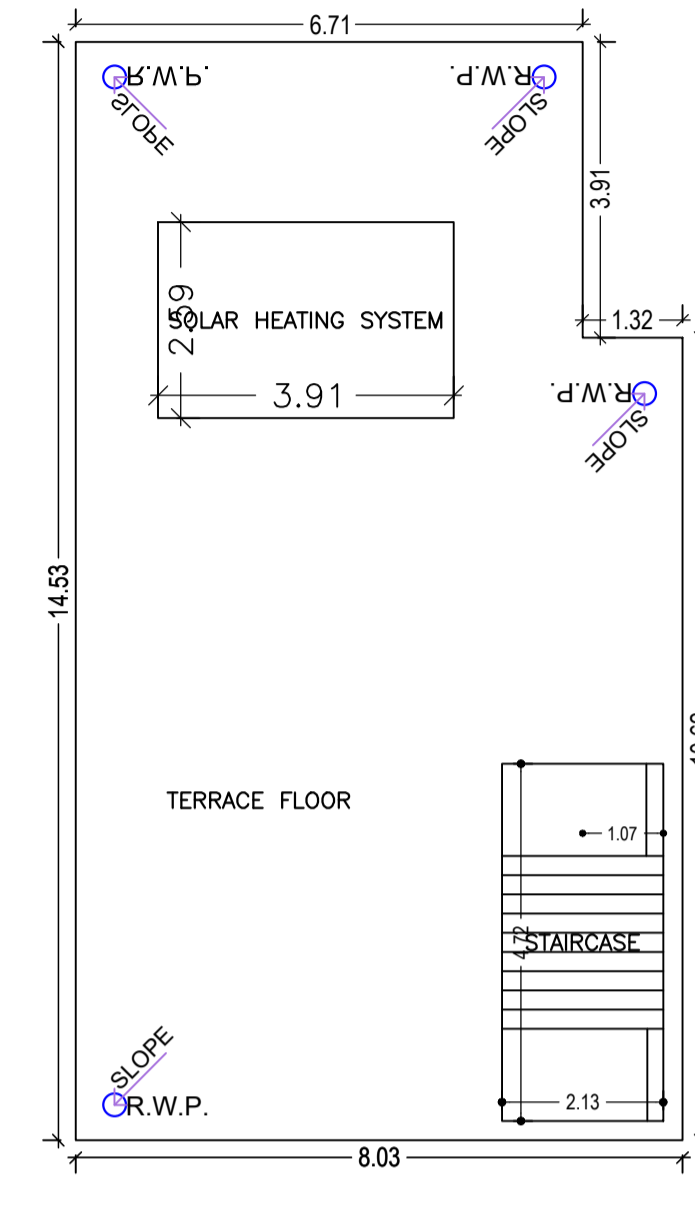 6.71
R.W.P.
R.W.P.
SLOPE
SLOPE
3.91
2.59
SOLAR HEATING SYSTEM
1.32
3.91
R.W.P.
SLOPE
14.53
TERRACE FLOOR
1.07
4.72
STAIRCASE
SLOPE
R.W.P.
2.13
8.03